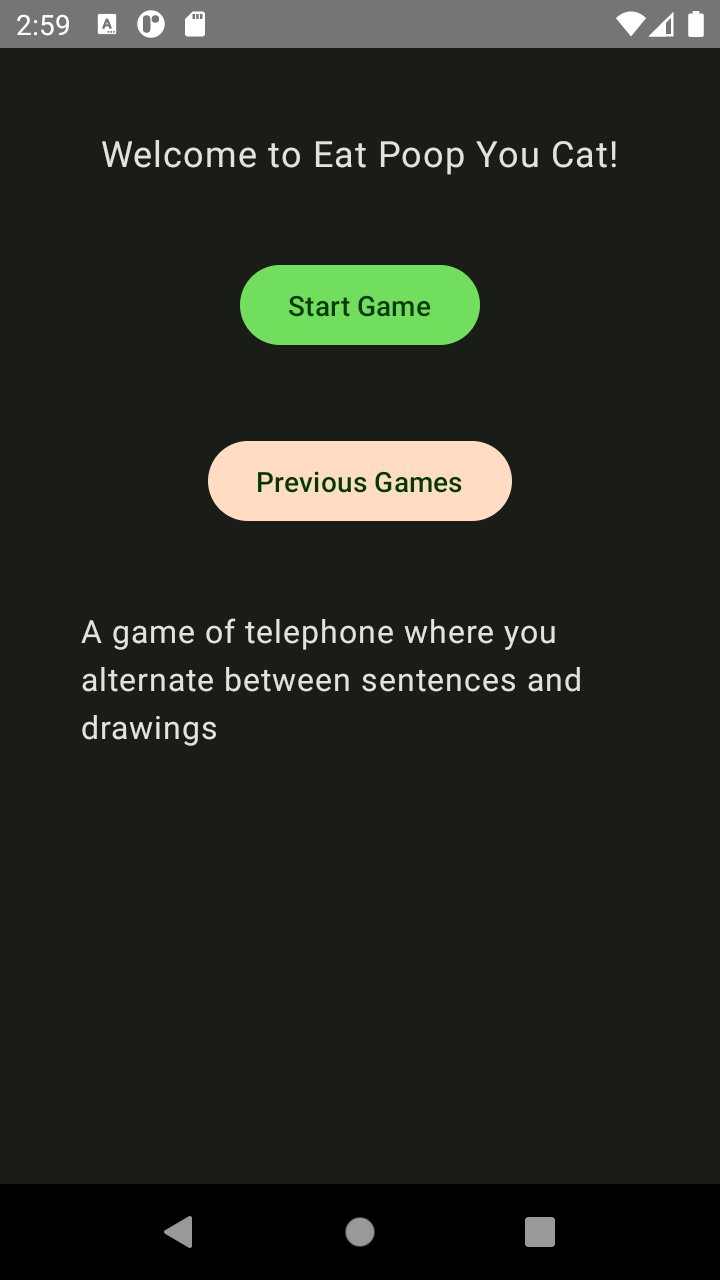 2:59
Welcome to Eat Poop You Cat!
Start Game
Previous Games
A game of telephone where you
alternate between sentences and
drawings